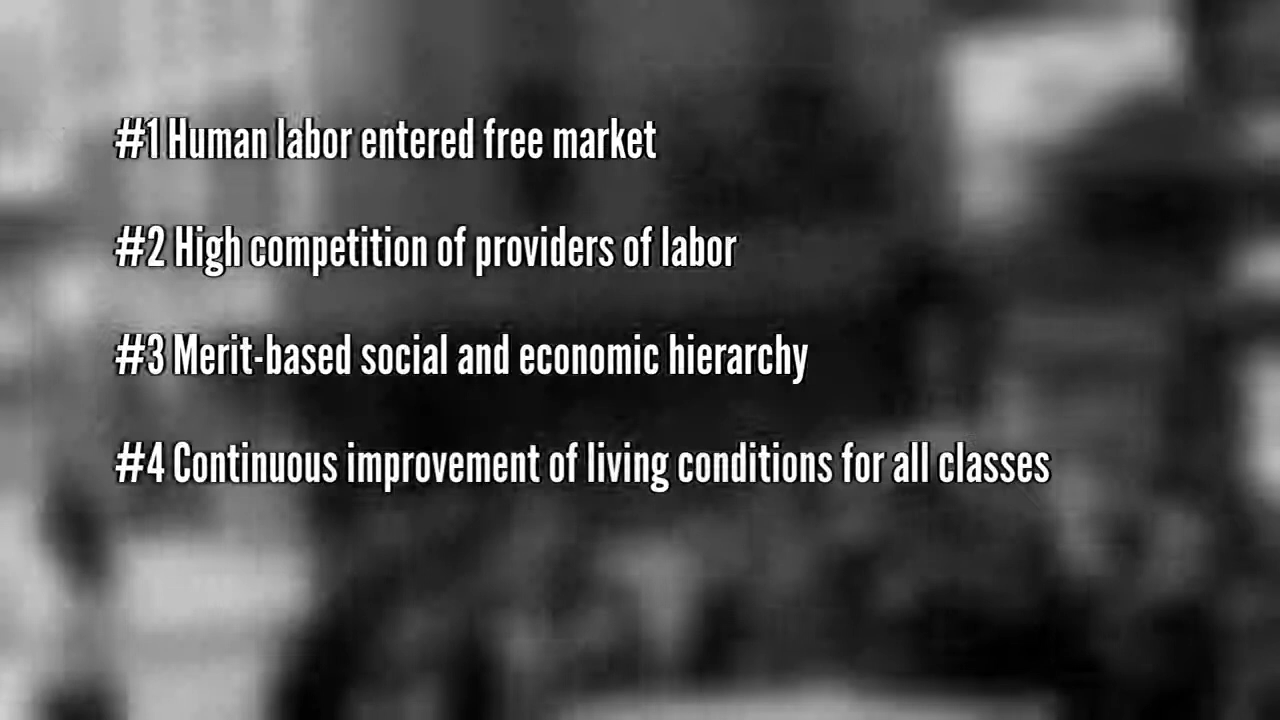 #1 Human labor entered free market
#2 High competition of providers of labor
#3 Merit-based social and economic hierarchy
#4 Continuous improvement of living conditions for all classes